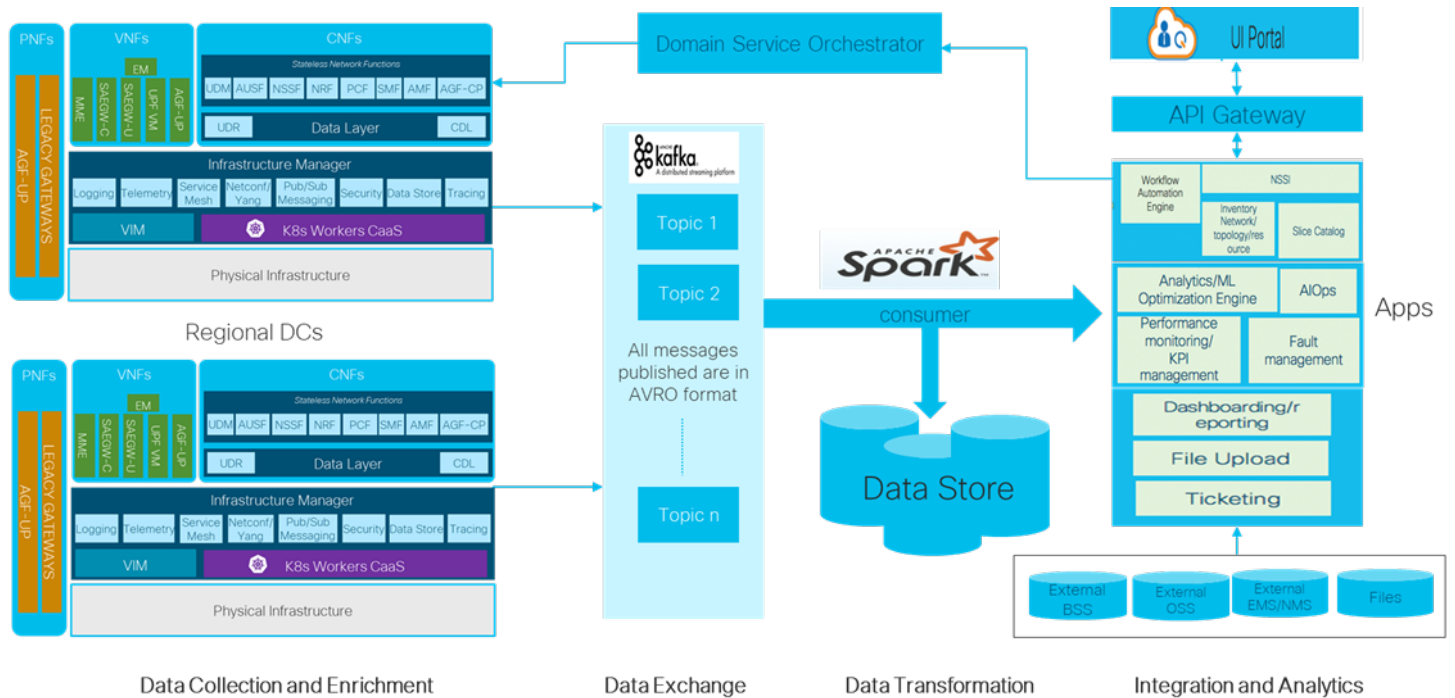 PNFs
AGF-UP
LEGACY GATEWAYS
VNFs
EM
MME
SAEGW-C
SAEGW-U
UPF VM
AGF-UP
CNFs
Stateless Network Functions
UDM AUSF NSSF NRF PCF SMF AMF AGF-CP
UDR Data Layer CDL
Infrastructure Manager
Logging
Telemetry
Service
Mesh
Netconf/
Yang
Pub/Sub
Messaging
Security
Data Store
Tracing
VIM
K8s Workers CaaS
Physical Infrastructure
Regional DCs
PNFs
AGF-UP
LEGACY GATEWAYS
VNFs
EM
MME
SAEGW-C
SAEGW-U
UPF VM
AGF-UP
CNFs
Stateless Network Functions
UDM AUSF NSSF NRF PCF SMF AMF AGF-CP
UDR Data Layer CDL
Infrastructure Manager
Logging
Telemetry
Service
Mesh
Netconf/
Yang
Pub/Sub
Messaging
Security
Data Store
Tracing
VIM
K8s Workers CaaS
Physical Infrastructure
Data Collection and Enrichment
Domain Service Orchestrator
APACHE
kafka
A distributed streaming platform
Topic 1
Topic 2
All messages
published are in
AVRO format
Topic n
Data Exchange
APACHE
Spark
TM
consumer
Data Store
Data Transformation
Q
UI Portal
API Gateway
Workflow
Automation
Engine
NSSI
Inventory
Network/
topology/res
ource
Slice Catalog
Analytics/ML
Optimization Engine
AIOps
Performance
monitoring/
KPI
management
Fault
management
Apps
Dashboarding/r
eporting
File Upload
Ticketing
External
BSS
External
OSS
External
EMS/NMS
Files
Integration and Analytics